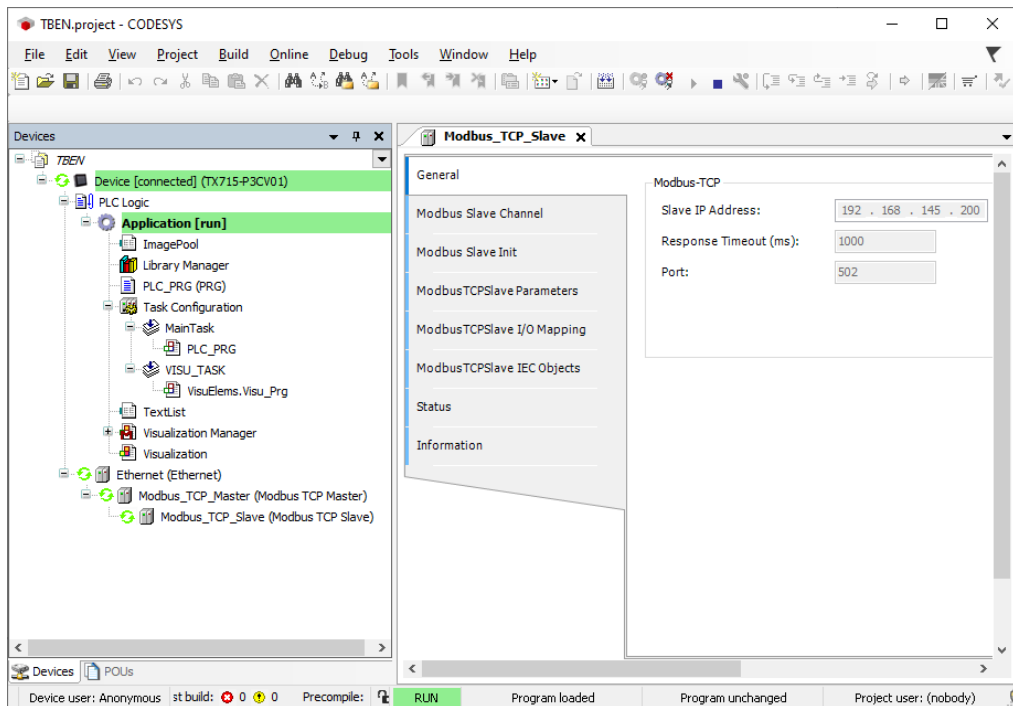 TBEN.project - CODESYS
File Edit View Project Build Online Debug Tools Window Help
Devices
TBEN
Device [connected] (TX715-P3CV01)
PLC Logic
Application [run]
ImagePool
Library Manager
PLC_PRG (PRG)
Task Configuration
MainTask
PLC_PRG
VISU_TASK
VisuElems.Visu_Prg
TextList
Visualization Manager
Visualization
Ethernet (Ethernet)
Modbus_TCP_Master (Modbus TCP Master)
Modbus_TCP_Slave (Modbus TCP Slave)
Devices POUs
Modbus_TCP_Slave
General
Modbus Slave Channel
Modbus Slave Init
ModbusTCPSlave Parameters
ModbusTCPSlave I/O Mapping
ModbusTCPSlave IEC Objects
Status
Information
Modbus-TCP
Slave IP Address: 192 . 168 . 145 . 200
Response Timeout (ms): 1000
Port: 502
Device user: Anonymous st build: 0 0 Precompile: RUN Program loaded Program unchanged Project user: (nobody)